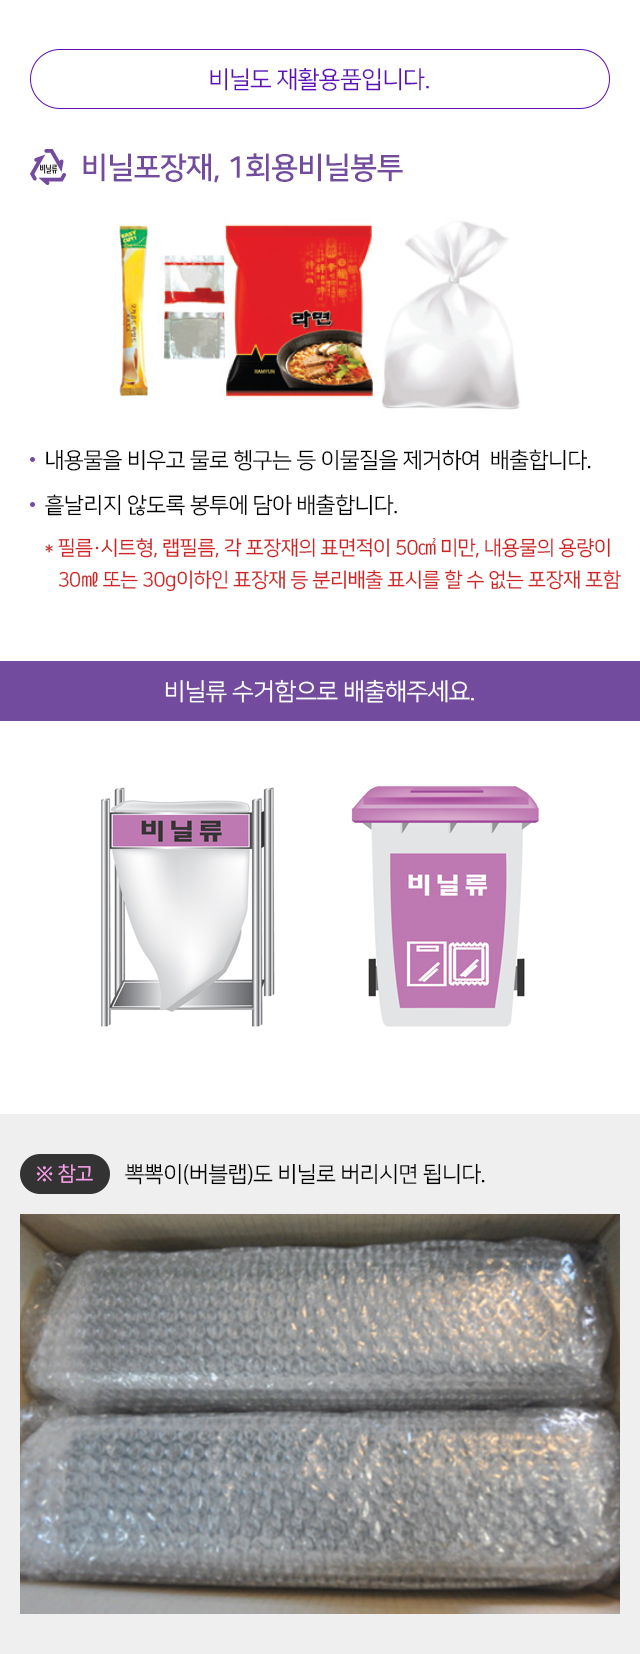 비닐도 재활용품입니다.
비닐류
비닐포장재, 1회용비닐봉투
EASY CUT!
라면
RAMYUN
• 내용물을 비우고 물로 헹구는 등 이물질을 제거하여 배출합니다.
• 흩날리지 않도록 봉투에 담아 배출합니다.
* 필름·시트형, 랩필름, 각 포장재의 표면적이 50㎠ 미만, 내용물의 용량이
30㎖ 또는 30g이하인 표장재 등 분리배출 표시를 할 수 없는 포장재 포함
비닐류 수거함으로 배출해주세요.
비닐류
비닐류
※ 참고
뽁뽁이(버블랩)도 비닐로 버리시면 됩니다.